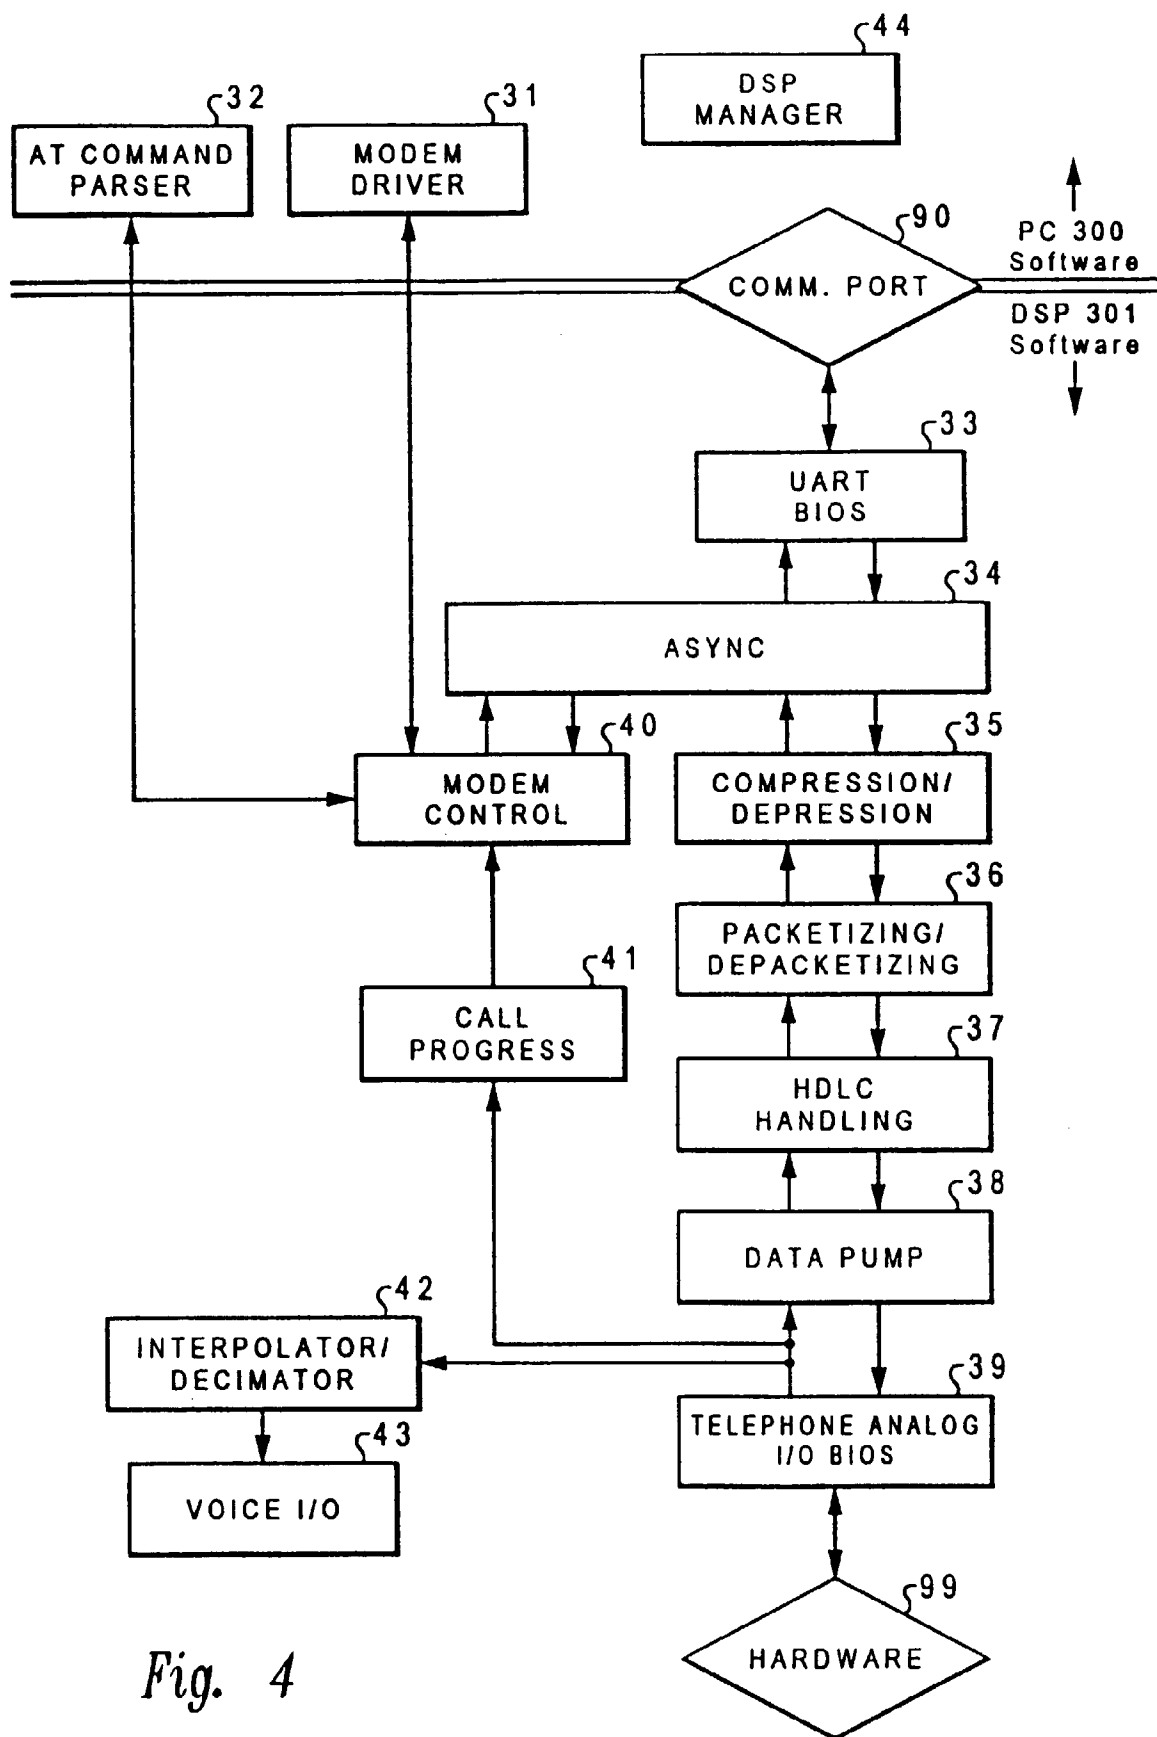 44
DSP
MANAGER
32
AT COMMAND
PARSER
31
MODEM
DRIVER
90
COMM. PORT
PC 300
Software
DSP 301
Software
33
UART
BIOS
34
ASYNC
40
MODEM
CONTROL
35
COMPRESSION/
DEPRESSION
36
PACKETIZING/
DEPACKETIZING
41
CALL
PROGRESS
37
HDLC
HANDLING
38
DATA PUMP
42
INTERPOLATOR/
DECIMATOR
39
TELEPHONE ANALOG
I/O BIOS
43
VOICE I/O
99
HARDWARE
Fig. 4